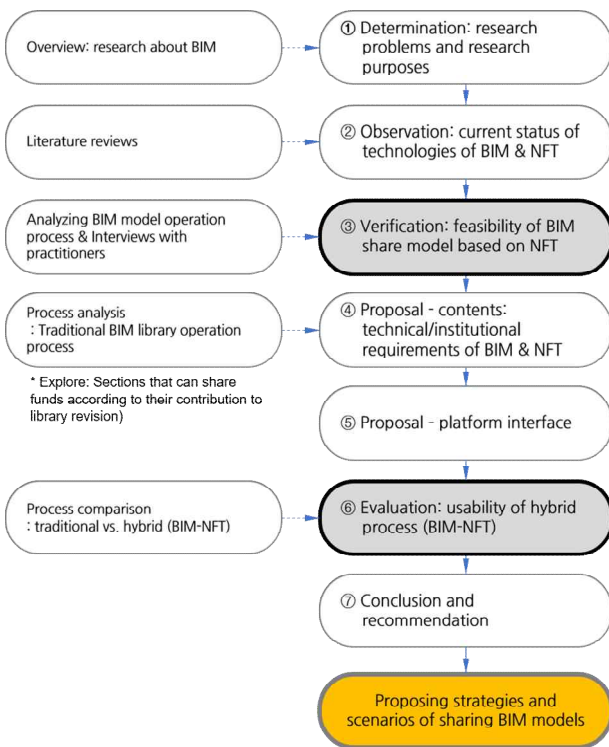 Overview: research about BIM
① Determination: research
problems and research
purposes
Literature reviews
② Observation: current status of
technologies of BIM & NFT
Analyzing BIM model operation
process & Interviews with
practitioners
③ Verification: feasibility of BIM
share model based on NFT
Process analysis
: Traditional BIM library operation
process
④ Proposal - contents:
technical/institutional
requirements of BIM & NFT
* Explore: Sections that can share
funds according to their contribution to
library revision)
⑤ Proposal - platform interface
Process comparison
: traditional vs. hybrid (BIM-NFT)
⑥ Evaluation: usability of hybrid
process (BIM-NFT)
⑦ Conclusion and
recommendation
Proposing strategies and
scenarios of sharing BIM models